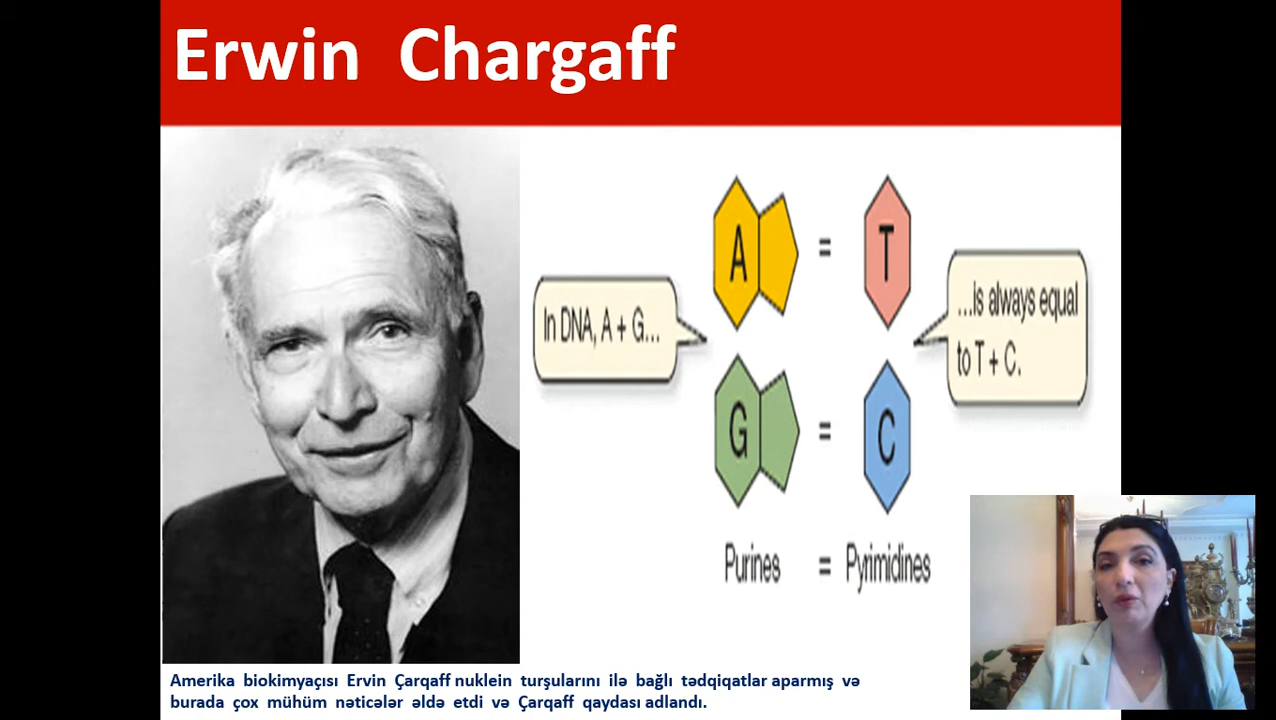 Erwin Chargaff
A = T
In DNA, A + G...
...is always equal
to T + C.
G = C
Purines = Pyrimidines
Amerika biokimyaçısı Ervin Çarqaff nuklein turşularını ilə bağlı tədqiqatlar aparmış və
burada çox mühüm nəticələr əldə etdi və Çarqaff qaydası adlandı.